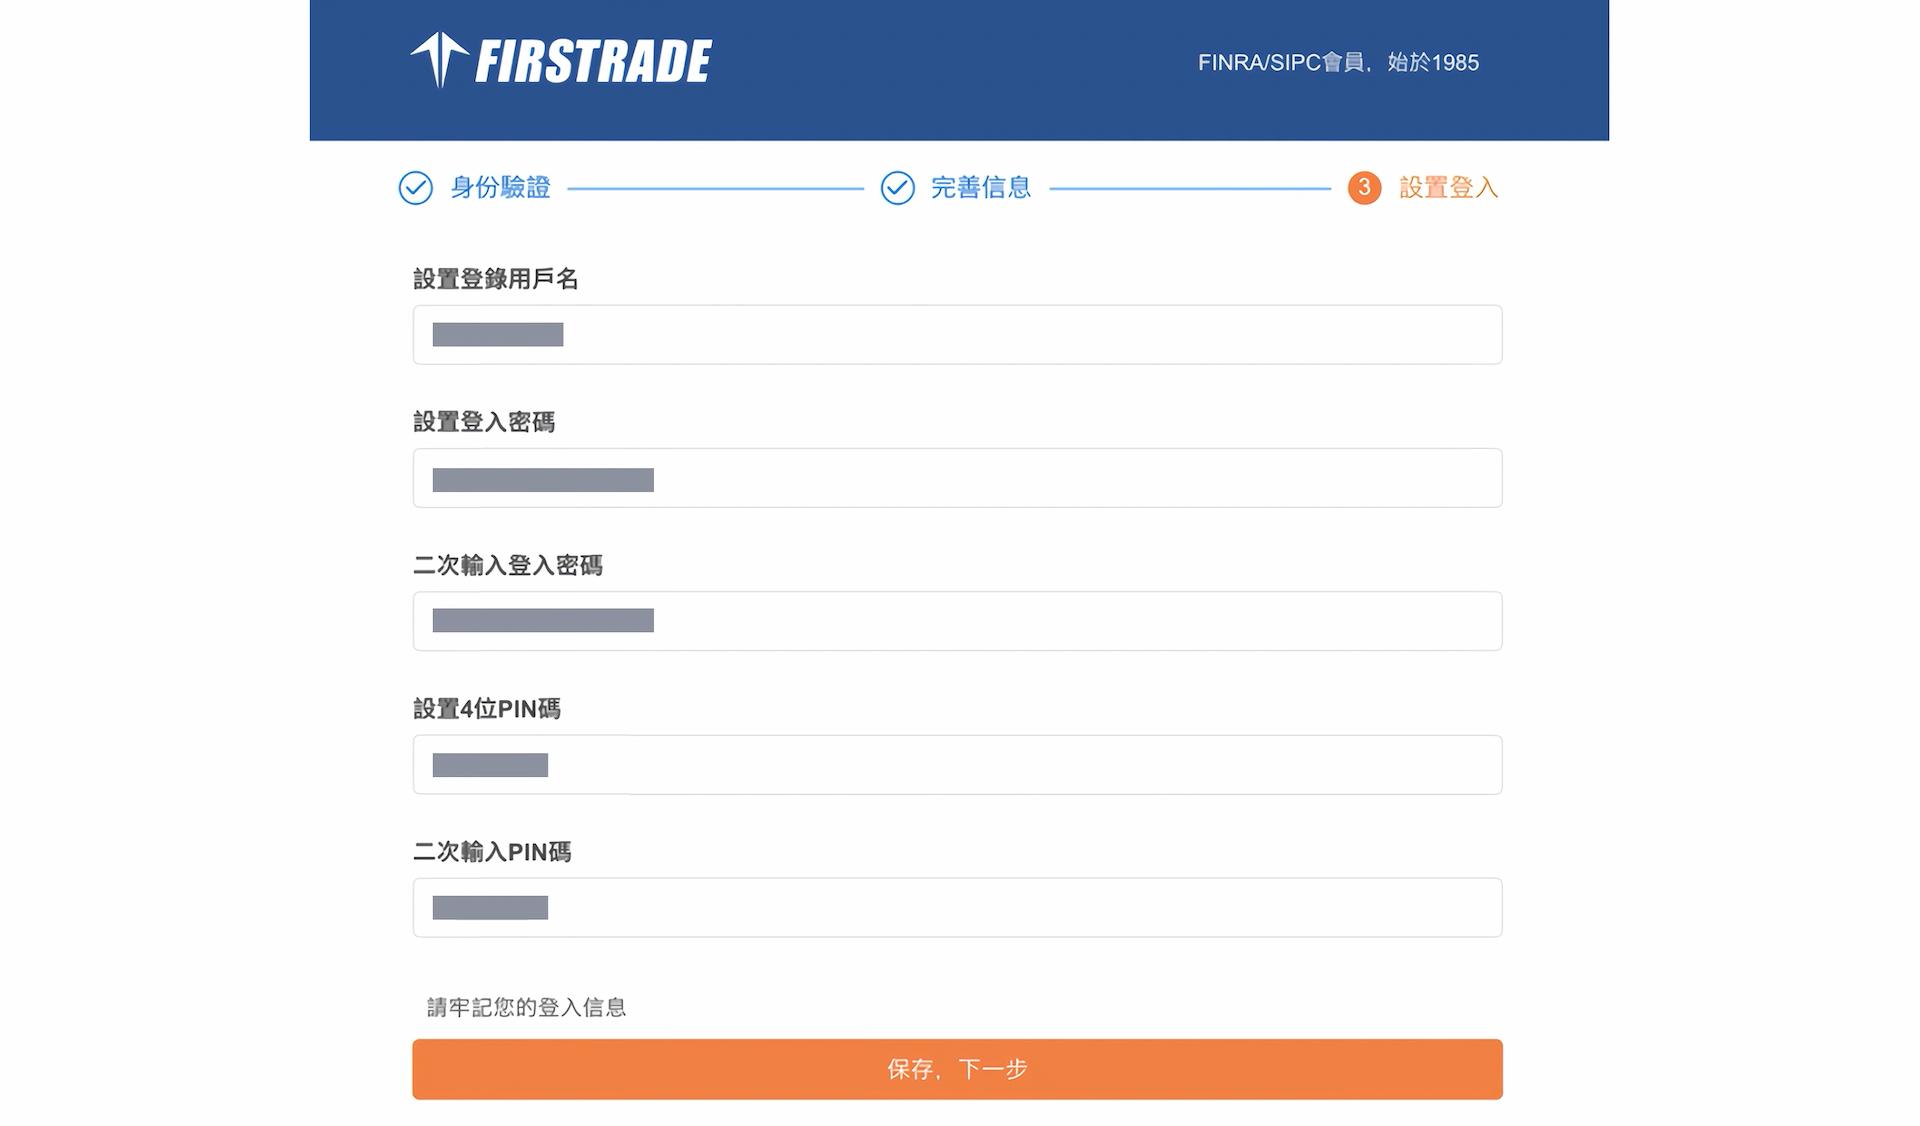 FIRSTRADE
FINRA/SIPC會員，始於1985
身份驗證
完善信息
3 設置登入
設置登錄用戶名
設置登入密碼
二次輸入登入密碼
設置4位PIN碼
二次輸入PIN碼
請牢記您的登入信息
保存，下一步